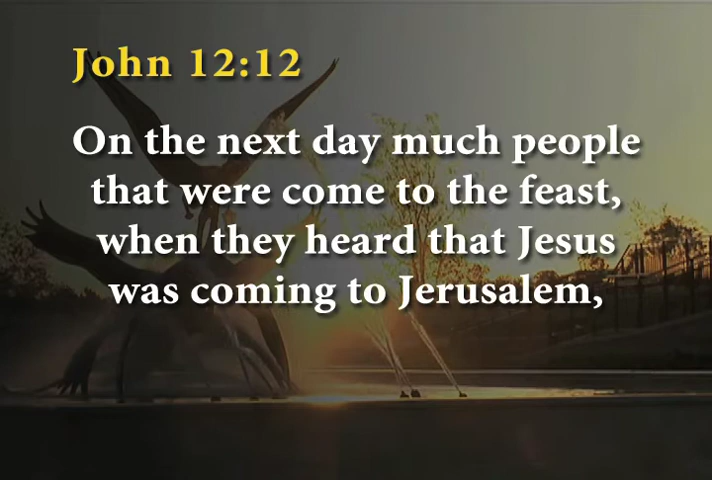 John 12:12
On the next day much people
that were come to the feast,
when they heard that Jesus
was coming to Jerusalem,